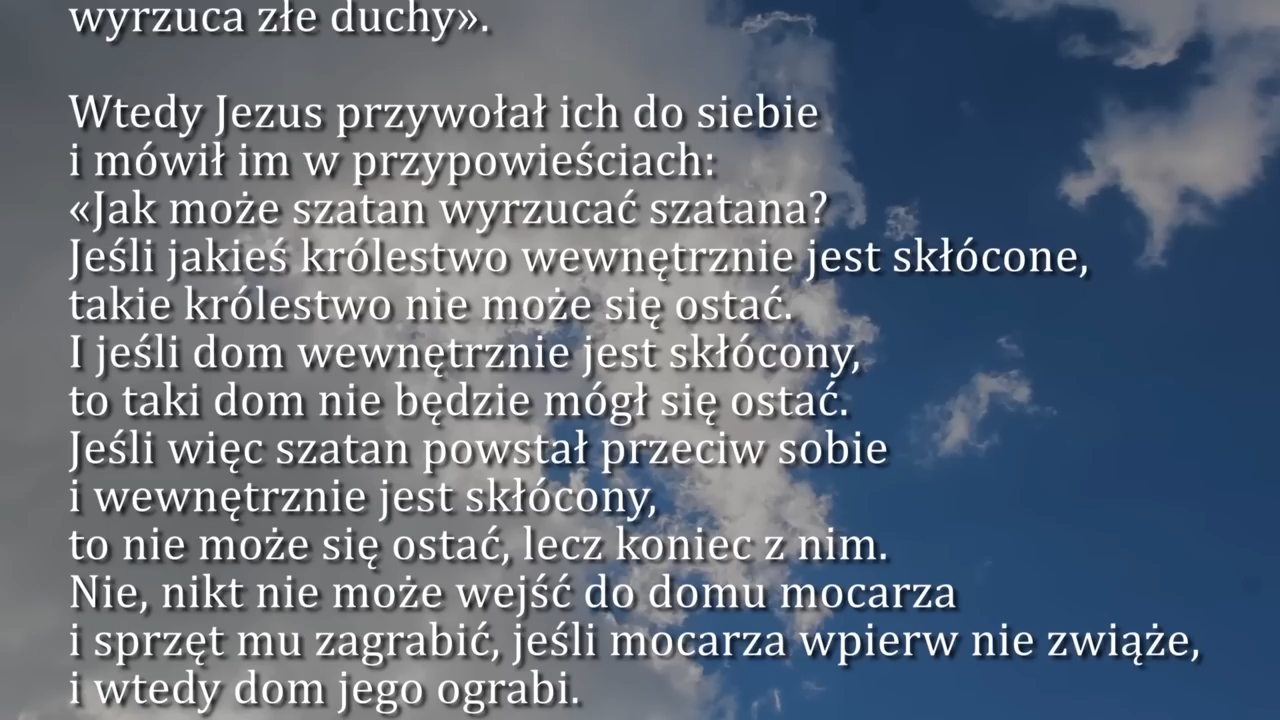 wyrzuca złe duchy».
Wtedy Jezus przywołał ich do siebie
i mówił im w przypowieściach:
«Jak może szatan wyrzucać szatana?
Jeśli jakieś królestwo wewnętrznie jest skłócone,
takie królestwo nie może się ostać.
I jeśli dom wewnętrznie jest skłócony,
to taki dom nie będzie mógł się ostać.
Jeśli więc szatan powstał przeciw sobie
i wewnętrznie jest skłócony,
to nie może się ostać, lecz koniec z nim.
Nie, nikt nie może wejść do domu mocarza
i sprzęt mu zagrabić, jeśli mocarza wpierw nie zwiąże,
i wtedy dom jego ograbi.